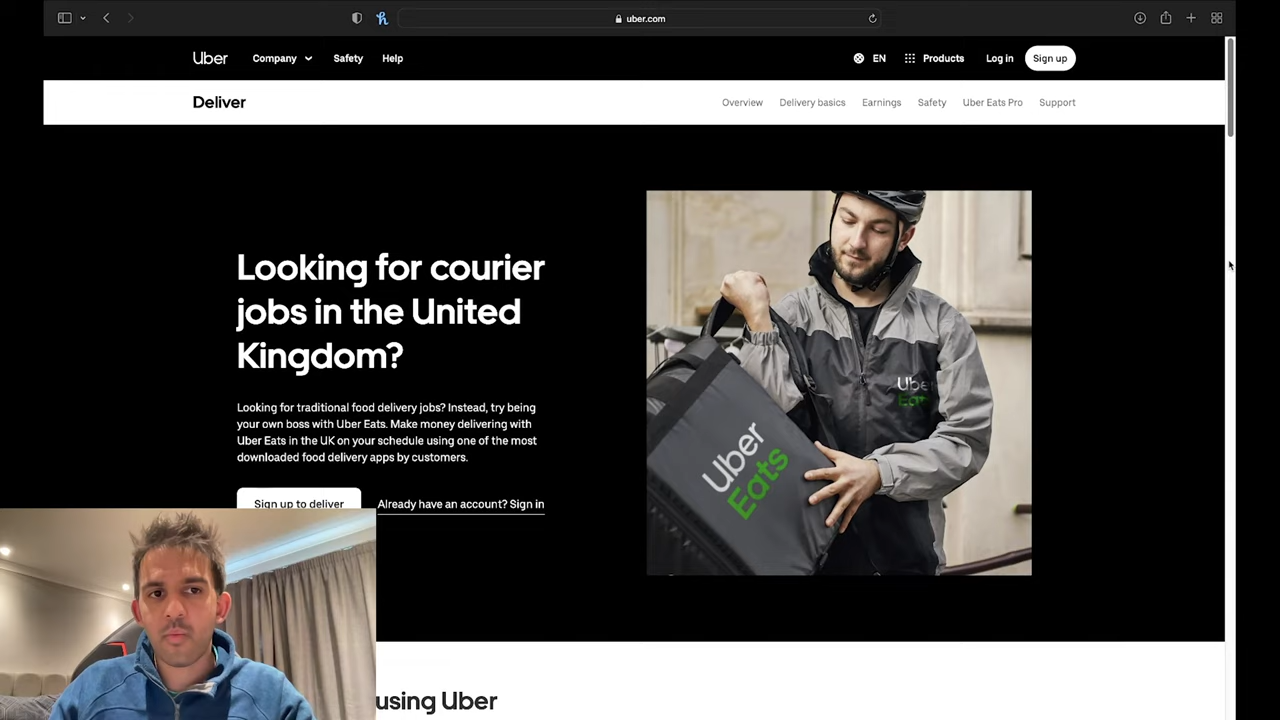 uber.com
Uber Company Safety Help EN Products Log in Sign up
Deliver Overview Delivery basics Earnings Safety Uber Eats Pro Support
Looking for courier
jobs in the United
Kingdom?
Looking for traditional food delivery jobs? Instead, try being
your own boss with Uber Eats. Make money delivering with
Uber Eats in the UK on your schedule using one of the most
downloaded food delivery apps by customers.
Sign up to deliver Already have an account? Sign in
Uber
Eats
Uber
Eats
using Uber